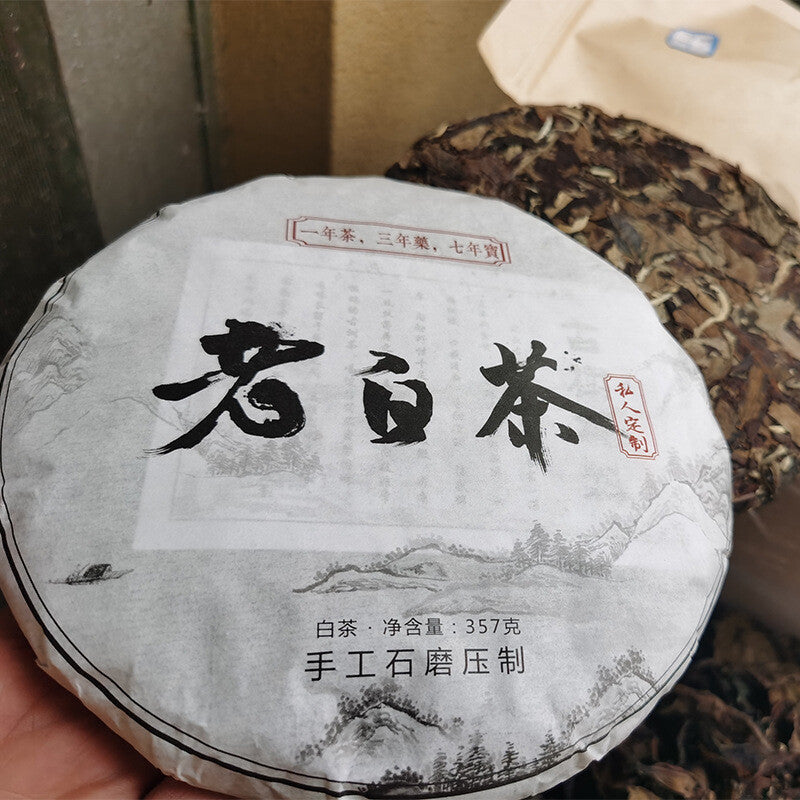 一年茶，三年藥，七年寶
老白茶
私人定制
白茶·净含量：357克
手工石磨压制